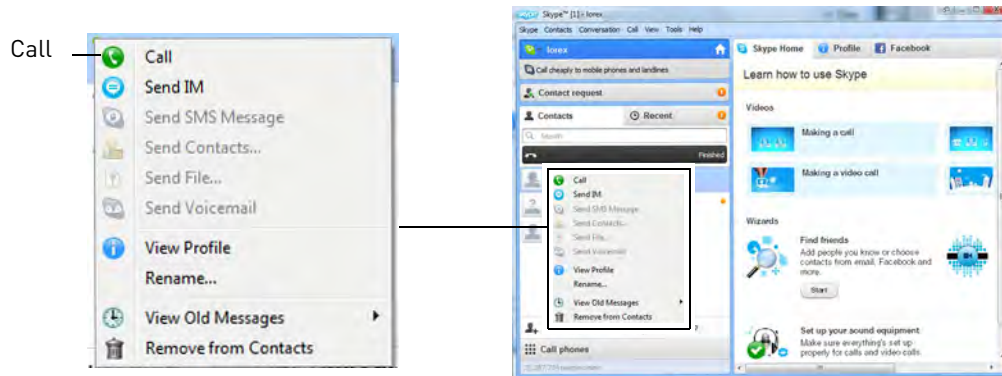 Call
Call
Send IM
Send SMS Message
Send Contacts...
Send File...
Send Voicemail
View Profile
Rename...
View Old Messages
Remove from Contacts
Skype™ [1] - lorex
Skype Contacts Conversation Call View Tools Help
lorex
Call cheaply to mobile phones and landlines
Contact request
Contacts Recent
Search
Finished
Call
Send IM
Send SMS Message
Send Contacts...
Send File...
Send Voicemail
View Profile
Rename...
View Old Messages
Remove from Contacts
Call phones
Skype Home Profile Facebook
Learn how to use Skype
Videos
Making a call
Making a video call
Wizards
Find friends
Add people you know or choose
contacts from email, Facebook and
more.
Start
Set up your sound equipment
Make sure everything's set up
properly for calls and video calls.